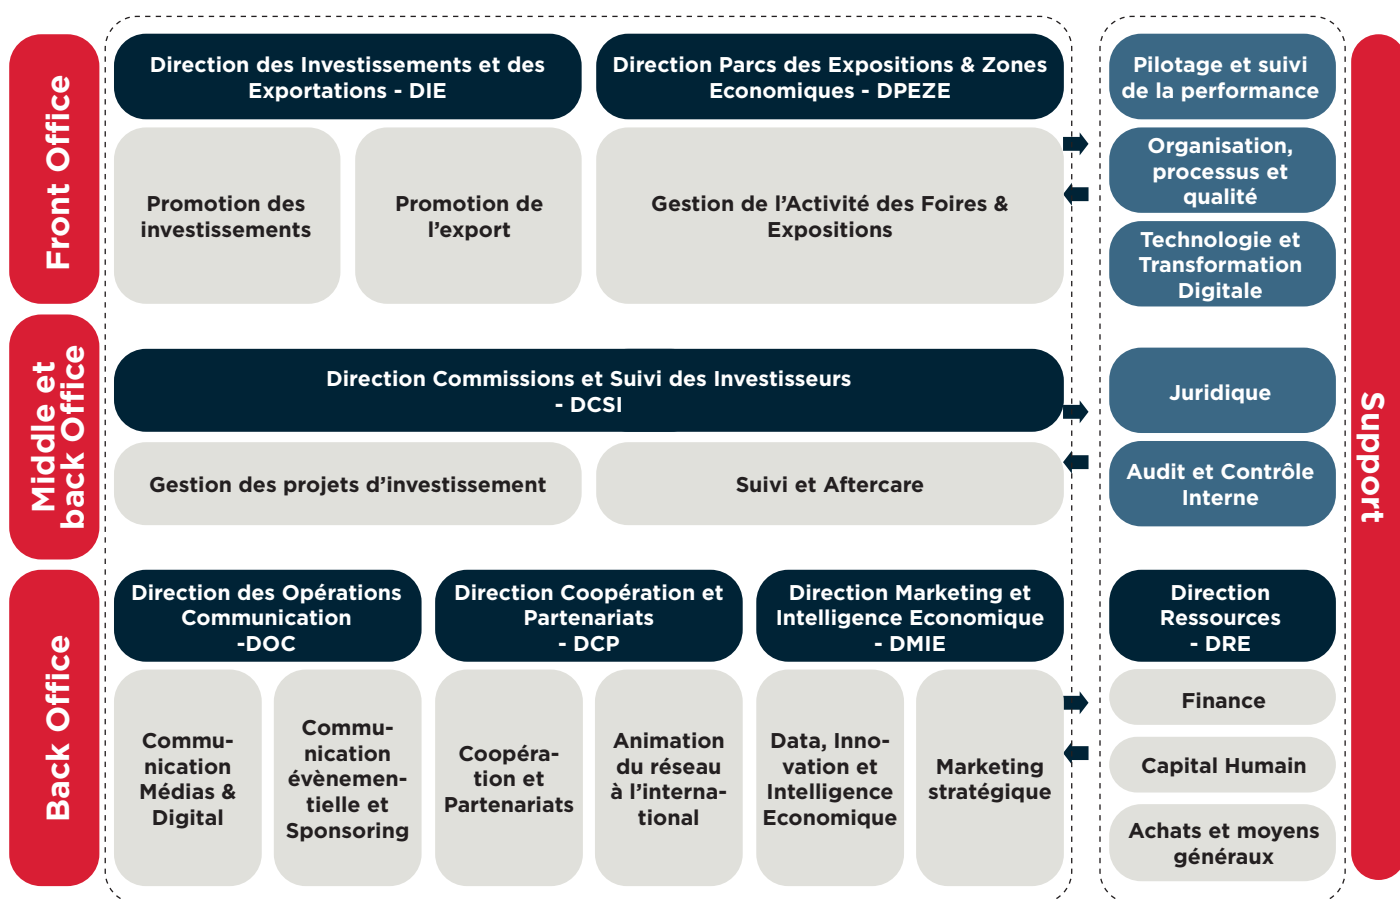 Front Office
Direction des Investissements et des
Exportations - DIE
Direction Parcs des Expositions & Zones
Economiques - DPEZE
Promotion des
investissements
Promotion de
l’export
Gestion de l’Activité des Foires &
Expositions
Middle et
back Office
Direction Commissions et Suivi des Investisseurs
- DCSI
Gestion des projets d’investissement
Suivi et Aftercare
Back Office
Direction des Opérations
Communication
-DOC
Direction Coopération et
Partenariats
- DCP
Direction Marketing et
Intelligence Economique
- DMIE
Commu-
nication
Médias &
Digital
Commu-
nication
évènemen-
tielle et
Sponsoring
Coopéra-
tion et
Partenariats
Animation
du réseau
à l’interna-
tional
Data, Inno-
vation et
Intelligence
Economique
Marketing
stratégique
Support
Pilotage et suivi
de la performance
Organisation,
processus et
qualité
Technologie et
Transformation
Digitale
Juridique
Audit et Contrôle
Interne
Direction
Ressources
- DRE
Finance
Capital Humain
Achats et moyens
généraux